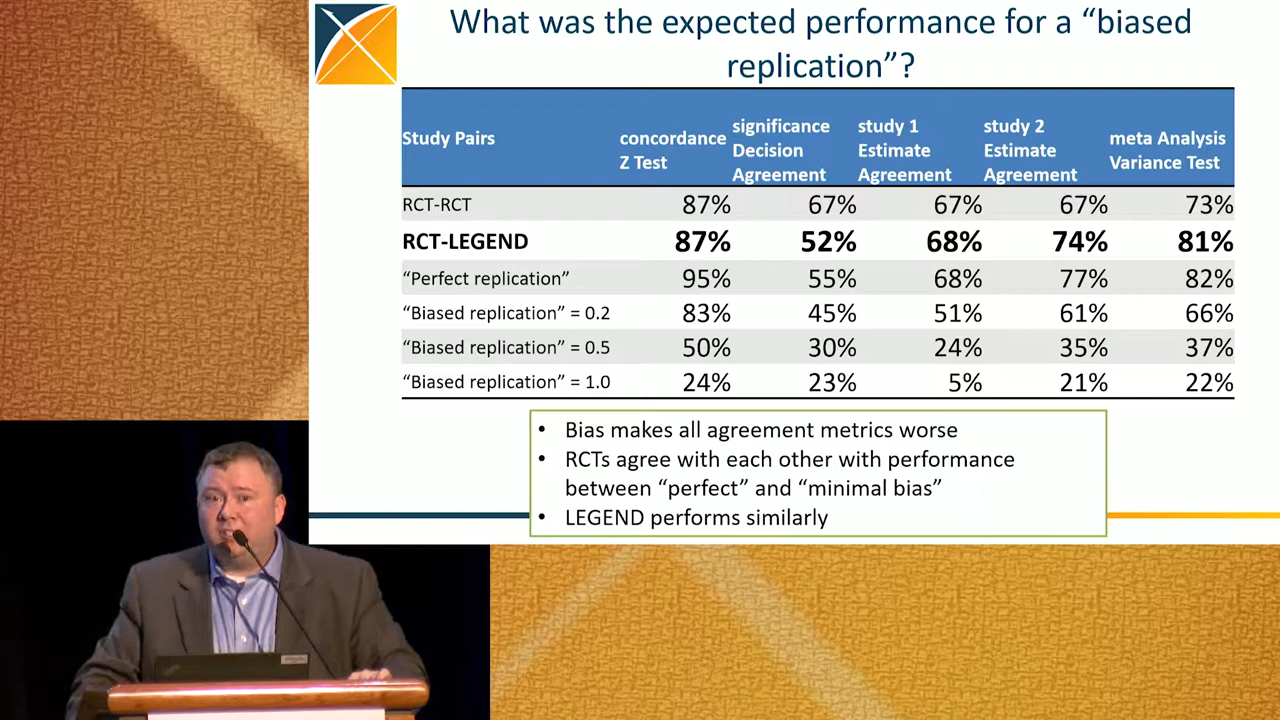 What was the expected performance for a “biased
replication”?
Study Pairs concordance Z Test significance Decision Agreement study 1 Estimate Agreement study 2 Estimate Agreement meta Analysis Variance Test
RCT-RCT 87% 67% 67% 67% 73%
RCT-LEGEND 87% 52% 68% 74% 81%
“Perfect replication” 95% 55% 68% 77% 82%
“Biased replication” = 0.2 83% 45% 51% 61% 66%
“Biased replication” = 0.5 50% 30% 24% 35% 37%
“Biased replication” = 1.0 24% 23% 5% 21% 22%
• Bias makes all agreement metrics worse
• RCTs agree with each other with performance
between “perfect” and “minimal bias”
• LEGEND performs similarly